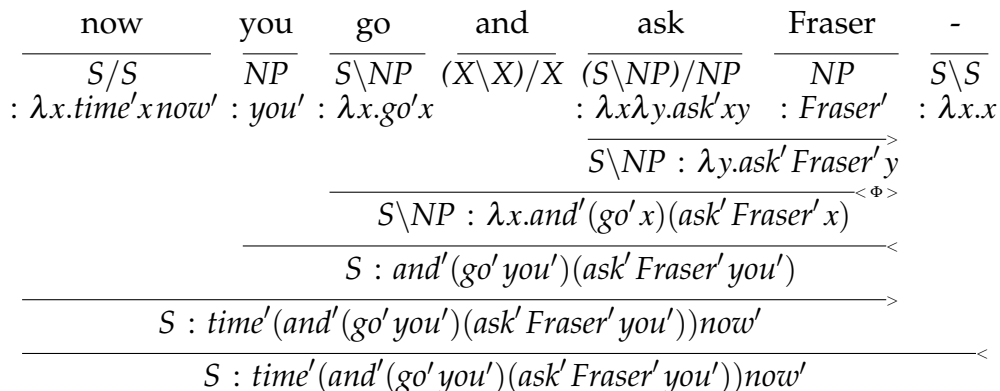 now you go and ask Fraser -
S/S NP S\NP (X\X)/X (S\NP)/NP NP S\S
: λx.time′x now′ : you′ : λx.go′x : λxλy.ask′xy : Fraser′ : λx.x
>
S\NP : λy.ask′ Fraser′ y
< Φ >
S\NP : λx.and′(go′x)(ask′ Fraser′ x)
<
S : and′(go′ you′)(ask′ Fraser′ you′)
>
S : time′(and′(go′ you′)(ask′ Fraser′ you′))now′
<
S : time′(and′(go′ you′)(ask′ Fraser′ you′))now′